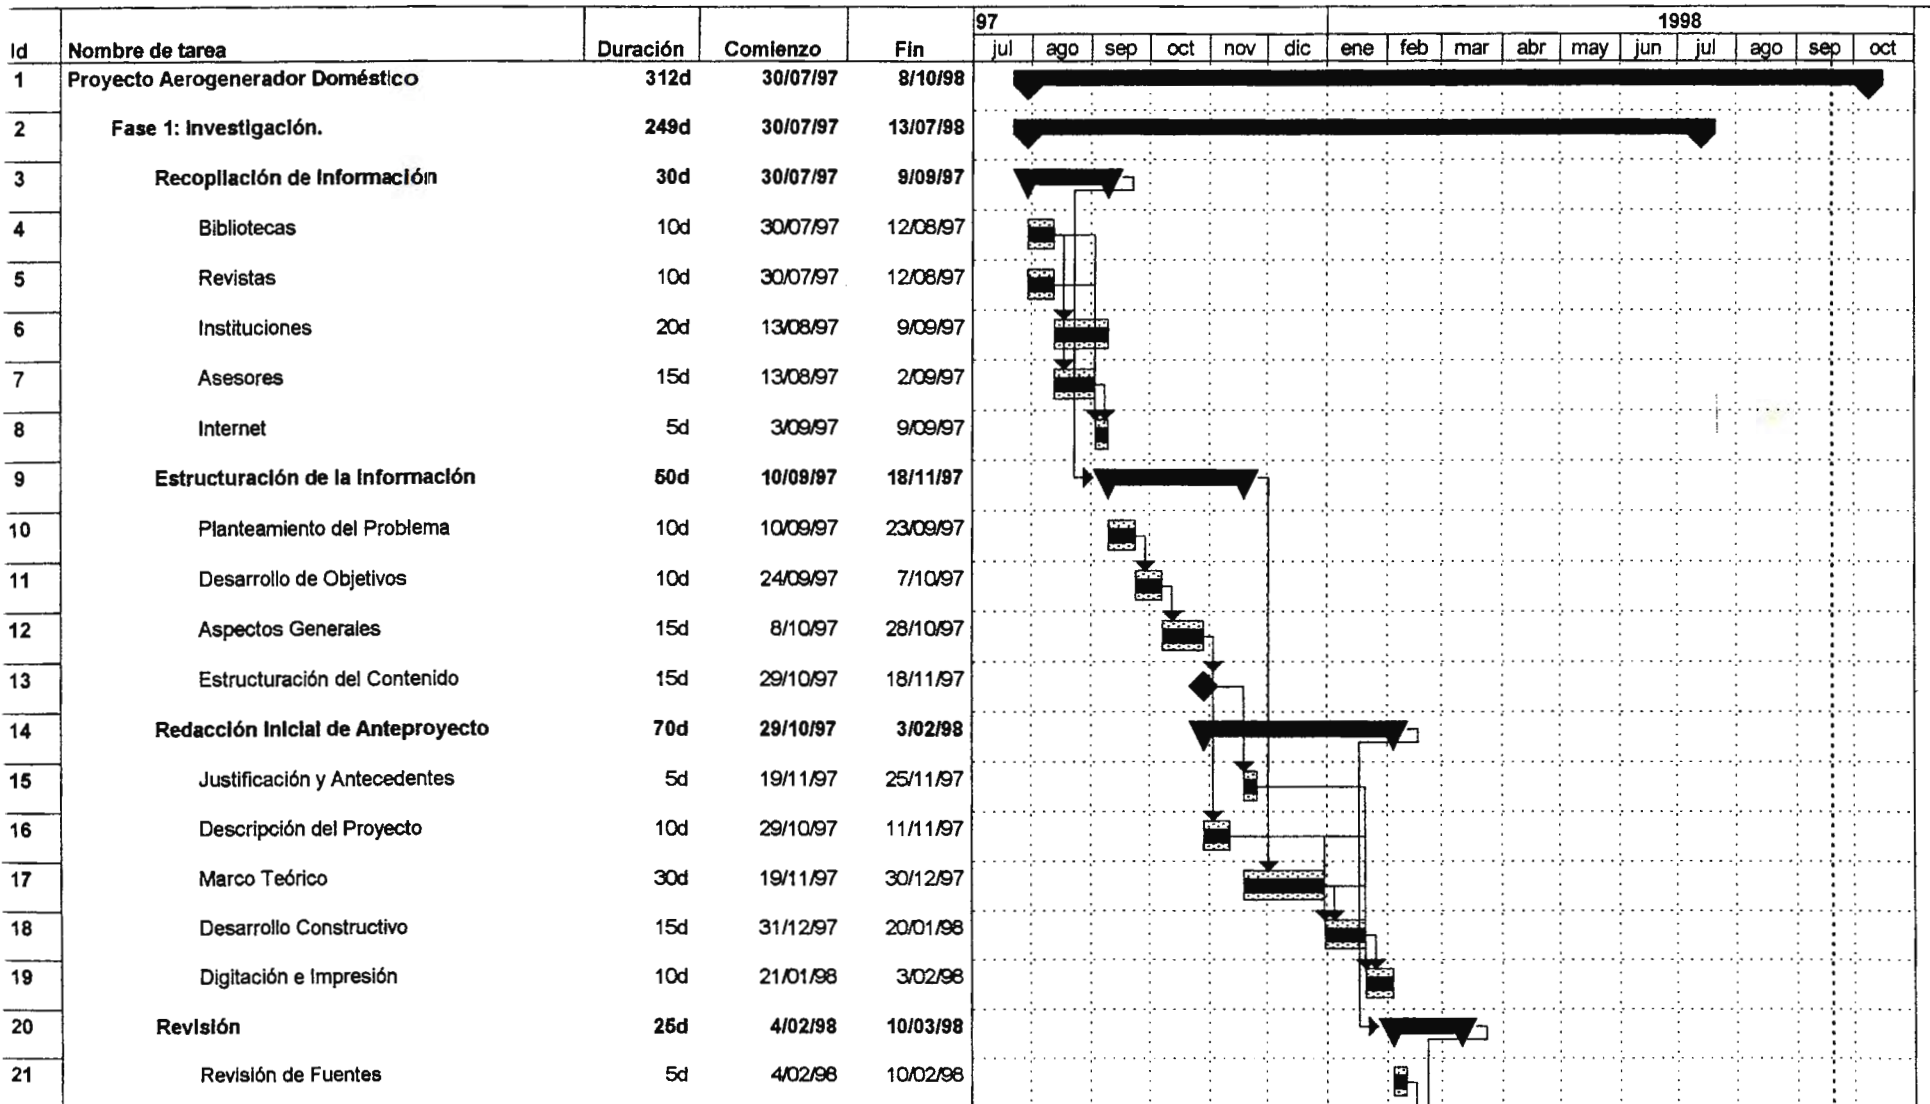 97 1998
Id Nombre de tarea Duración Comienzo Fin jul ago sep oct nov dic ene feb mar abr may jun jul ago sep oct
1 Proyecto Aerogenerador Doméstico 312d 30/07/97 8/10/98
2 Fase 1: Investigación. 249d 30/07/97 13/07/98
3 Recopilación de Información 30d 30/07/97 9/09/97
4 Bibliotecas 10d 30/07/97 12/08/97
5 Revistas 10d 30/07/97 12/08/97
6 Instituciones 20d 13/08/97 9/09/97
7 Asesores 15d 13/08/97 2/09/97
8 Internet 5d 3/09/97 9/09/97
9 Estructuración de la Información 50d 10/09/97 18/11/97
10 Planteamiento del Problema 10d 10/09/97 23/09/97
11 Desarrollo de Objetivos 10d 24/09/97 7/10/97
12 Aspectos Generales 15d 8/10/97 28/10/97
13 Estructuración del Contenido 15d 29/10/97 18/11/97
14 Redacción Inicial de Anteproyecto 70d 29/10/97 3/02/98
15 Justificación y Antecedentes 5d 19/11/97 25/11/97
16 Descripción del Proyecto 10d 29/10/97 11/11/97
17 Marco Teórico 30d 19/11/97 30/12/97
18 Desarrollo Constructivo 15d 31/12/97 20/01/98
19 Digitación e Impresión 10d 21/01/98 3/02/98
20 Revisión 25d 4/02/98 10/03/98
21 Revisión de Fuentes 5d 4/02/98 10/02/98